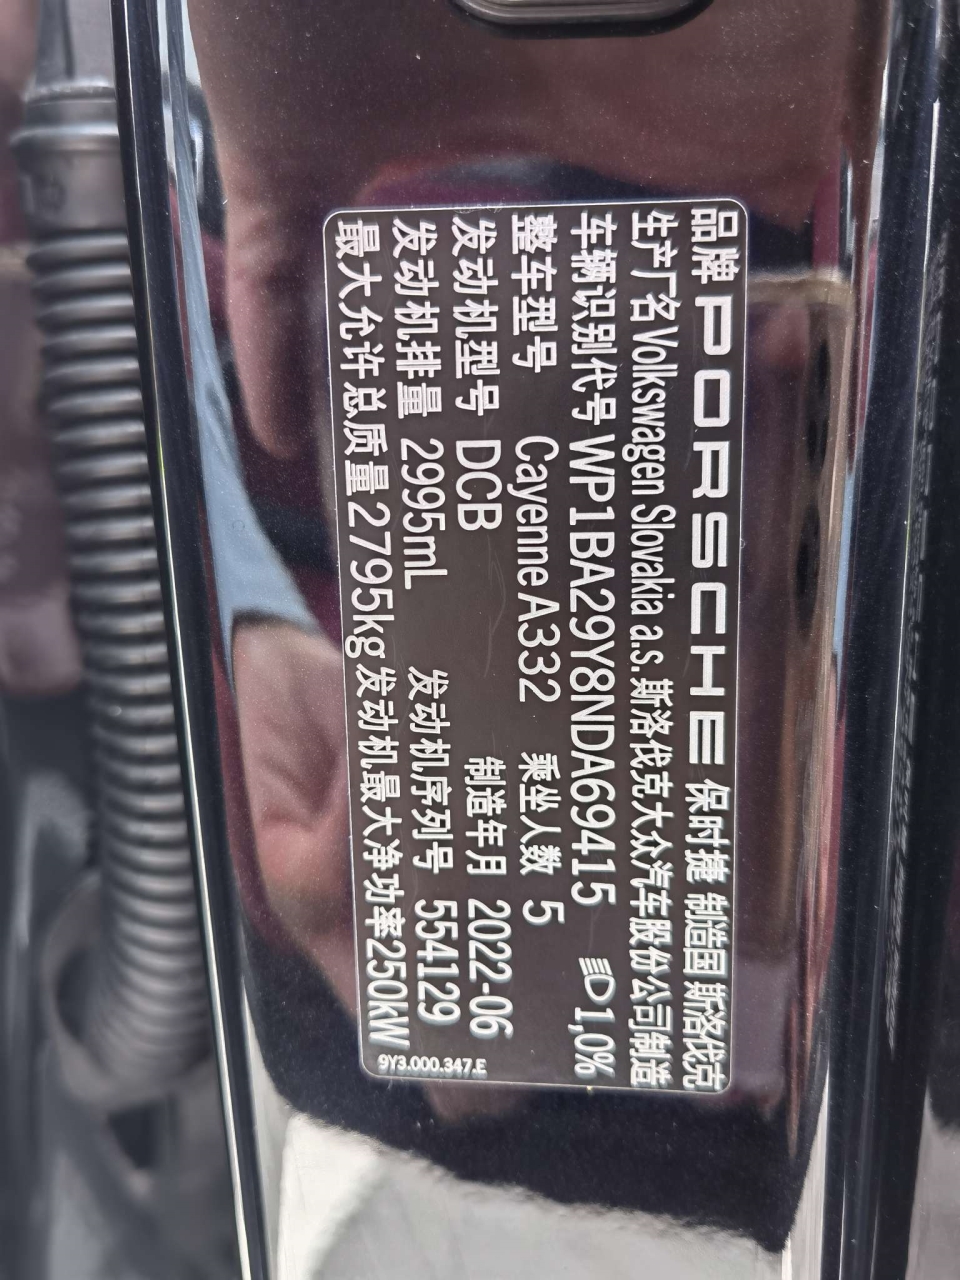 品牌 PORSCHE 保时捷 制造国 斯洛伐克
生产厂名 Volkswagen Slovakia a.s. 斯洛伐克大众汽车股份公司制造
车辆识别代号 WP1BA29Y8NDA69415 1,0%
整车型号 Cayenne A332 乘坐人数 5
发动机型号 DCB 制造年月 2022-06
发动机排量 2995mL 发动机序列号 554129
最大允许总质量 2795kg 发动机最大净功率 250kW
9Y3.000.347.E